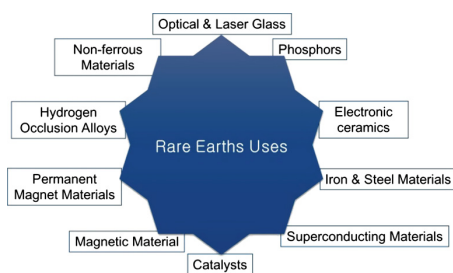 Optical & Laser Glass
Non-ferrous
Materials
Phosphors
Hydrogen
Occlusion Alloys
Electronic
ceramics
Rare Earths Uses
Permanent
Magnet Materials
Iron & Steel Materials
Magnetic Material
Superconducting Materials
Catalysts